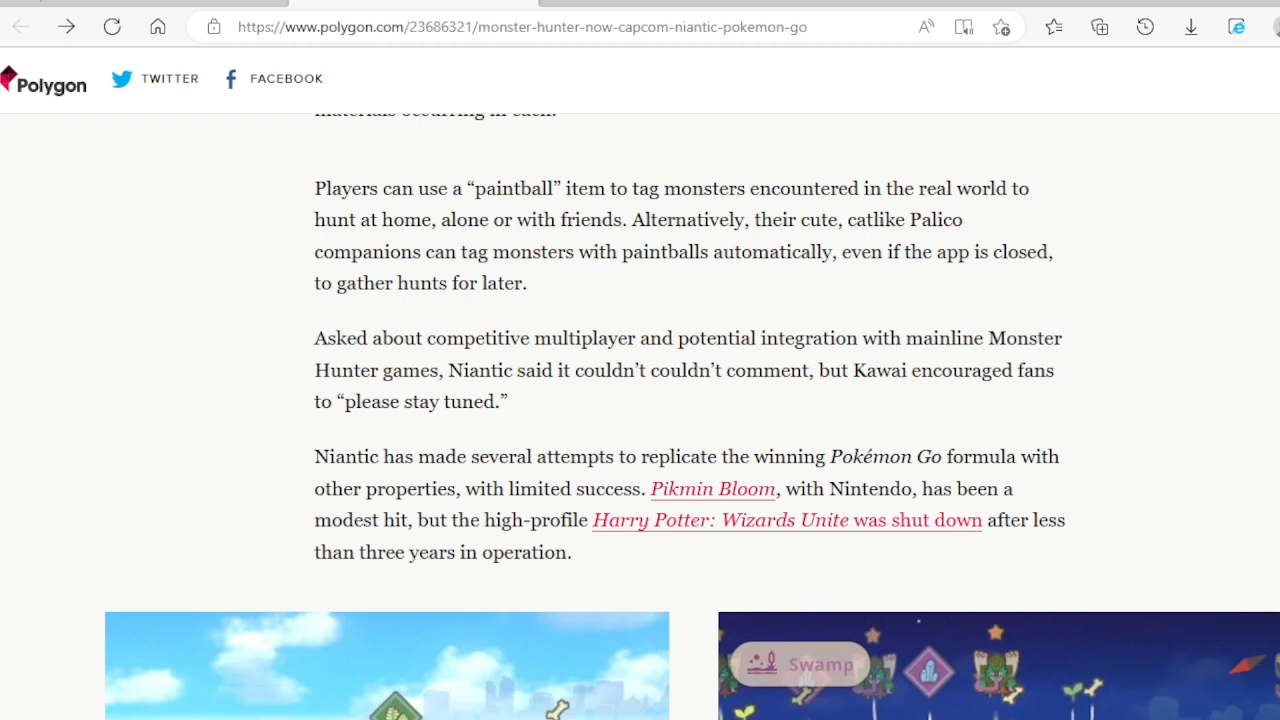 https://www.polygon.com/23686321/monster-hunter-now-capcom-niantic-pokemon-go
Polygon
TWITTER
FACEBOOK
materials occurring in each.
Players can use a “paintball” item to tag monsters encountered in the real world to
hunt at home, alone or with friends. Alternatively, their cute, catlike Palico
companions can tag monsters with paintballs automatically, even if the app is closed,
to gather hunts for later.
Asked about competitive multiplayer and potential integration with mainline Monster
Hunter games, Niantic said it couldn’t couldn’t comment, but Kawai encouraged fans
to “please stay tuned.”
Niantic has made several attempts to replicate the winning Pokémon Go formula with
other properties, with limited success. Pikmin Bloom, with Nintendo, has been a
modest hit, but the high-profile Harry Potter: Wizards Unite was shut down after less
than three years in operation.
Swamp